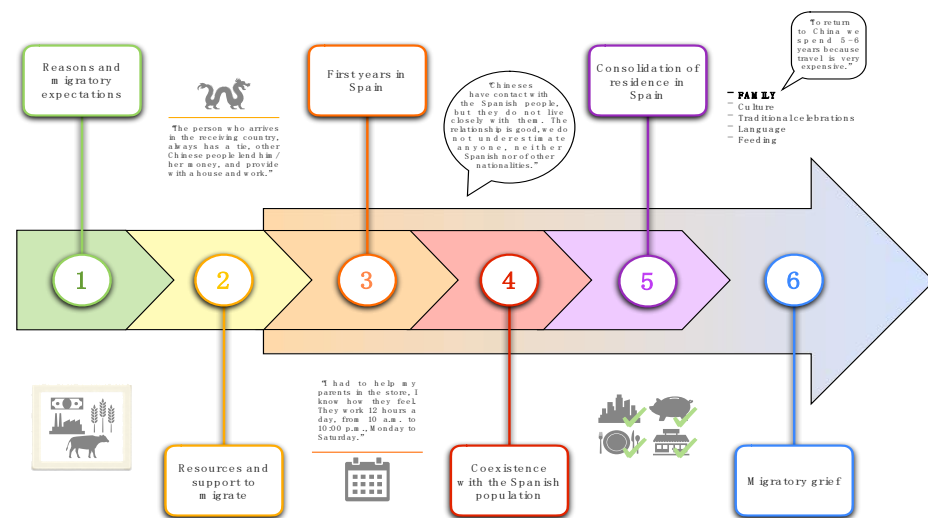 Reasons and
migratory
expectations
"The person who arrives
in the receiving country,
always has a tie, other
Chinese people lend him/
her money, and provide
with a house and work."
First years in
Spain
"Chineses
have contact with
the Spanish people,
but they do not live
closely with them. The
relationship is good, we do
not underestimate
anyone, neither
Spanish nor of other
nationalities."
Consolidation of
residence in
Spain
"To return
to China we
spend 5-6
years because
travel is very
expensive."
– FAMILY
– Culture
– Traditional celebrations
– Language
– Feeding
1
2
3
4
5
6
"I had to help my
parents in the store, I
know how they feel.
They work 12 hours a
day, from 10 a.m. to
10:00 p.m., Monday to
Saturday."
Resources and
support to
migrate
Coexistence
with the Spanish
population
Migratory grief